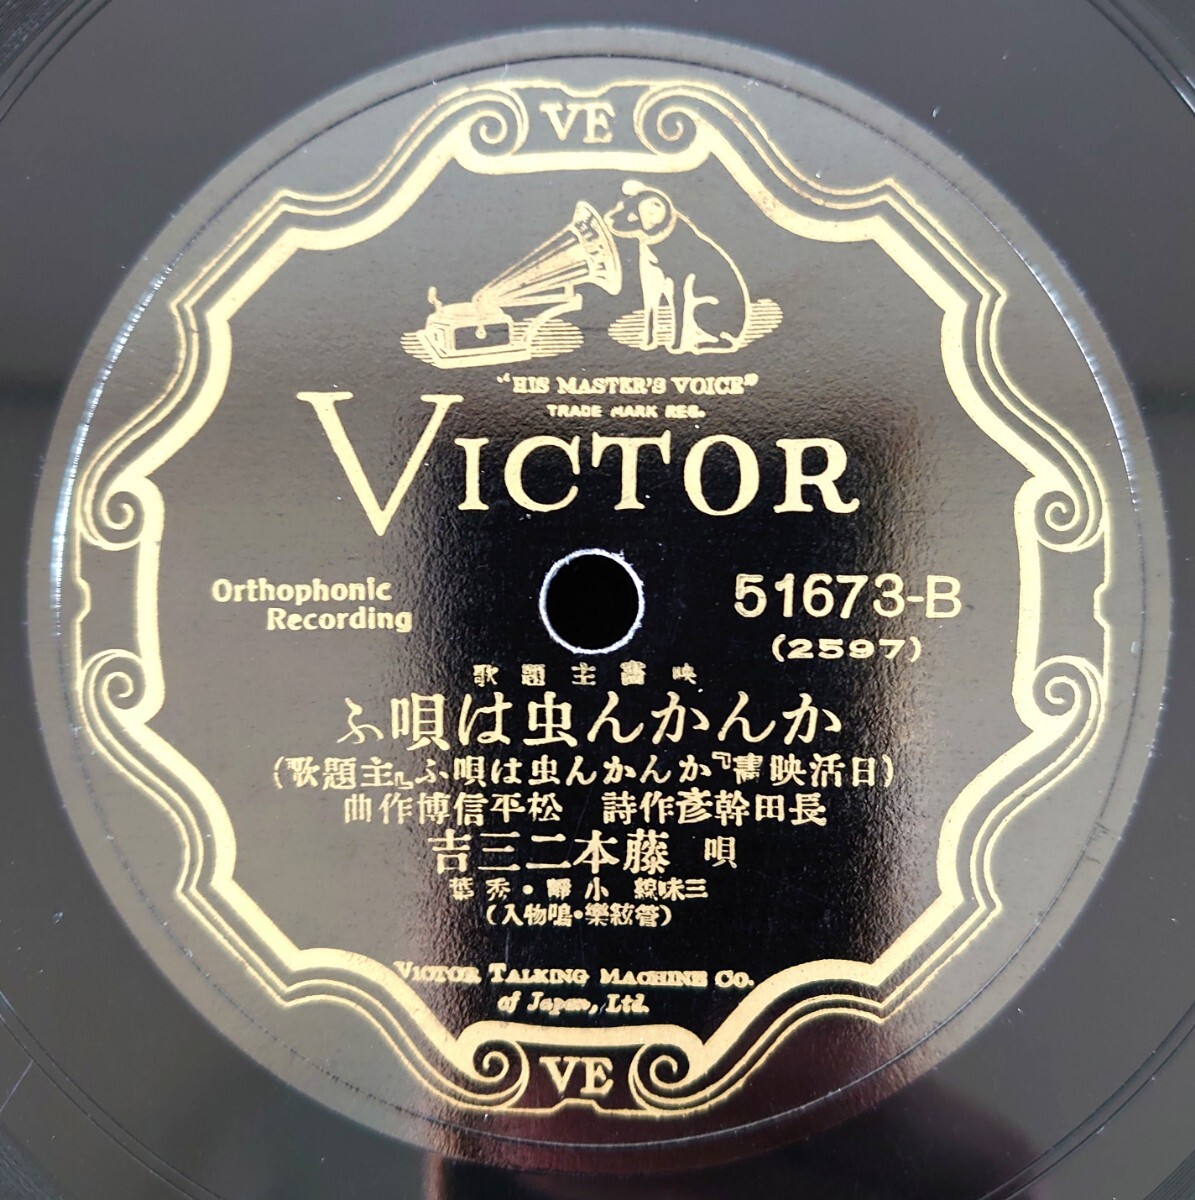 VE
"HIS MASTER'S VOICE"
TRADE MARK REG.
VICTOR
Orthophonic
Recording
51673-B
(2597)
映畵主題歌
かんかん虫は唄ふ
(日活映畵『かんかん虫は唄ふ』主題歌)
長田幹彦作詩 松平信博作曲
唄 藤本二三吉
三味線 小靜・秀葉
(管絃樂・鳴物入)
VICTOR TALKING MACHINE CO.
of Japan, Ltd.
VE